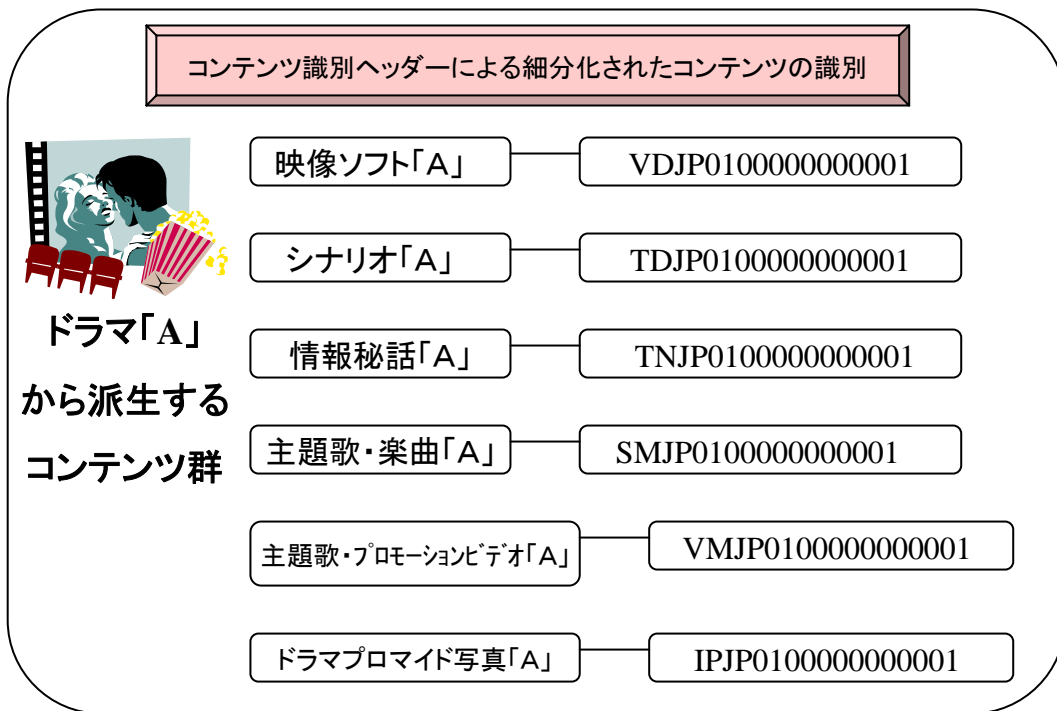 コンテンツ識別ヘッダーによる細分化されたコンテンツの識別
映像ソフト「A」
VDJP0100000000001
シナリオ「A」
TDJP0100000000001
情報秘話「A」
TNJP0100000000001
主題歌・楽曲「A」
SMJP0100000000001
主題歌・プロモーションビデオ「A」
VMJP0100000000001
ドラマプロマイド写真「A」
IPJP0100000000001
ドラマ「A」
から派生する
コンテンツ群